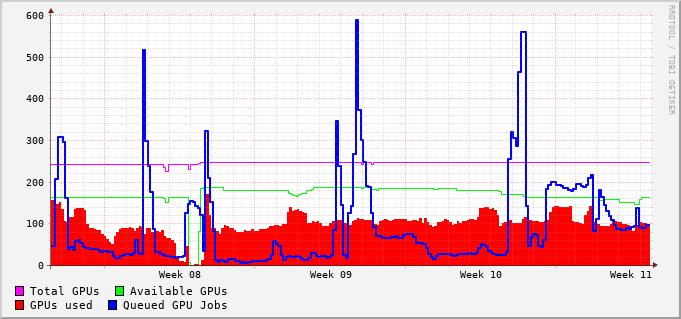 600
500
400
300
200
100
0
Week 08 Week 09 Week 10 Week 11
Total GPUs Available GPUs
GPUs used Queued GPU Jobs
RRDTOOL / TOBI OETIKER